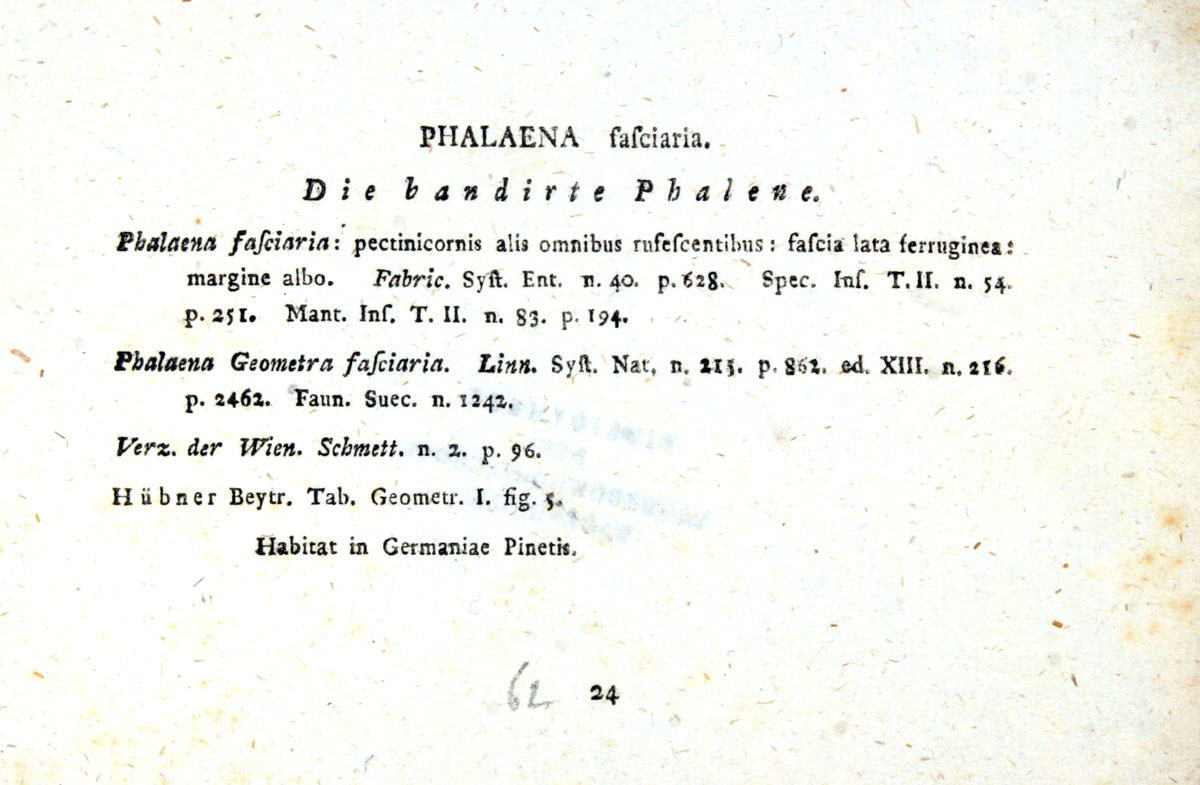 PHALAENA faſciaria.
Die bandirte Phalene.
Phalaena faſciaria: pectinicornis alis omnibus rufeſcentibus: faſcia lata ferruginea:
margine albo. Fabric. Syſt. Ent. n. 40. p. 628. Spec. Inſ. T. II. n. 54.
p. 251. Mant. Inſ. T. II. n. 83. p. 194.
Phalaena Geometra faſciaria. Linn. Syſt. Nat, n. 215. p. 862. ed. XIII. n. 216.
p. 2462. Faun. Suec. n. 1242.
Verz. der Wien. Schmett. n. 2. p. 96.
Hübner Beytr. Tab. Geometr. I. fig. 5.
Habitat in Germaniae Pinetis.
62 24